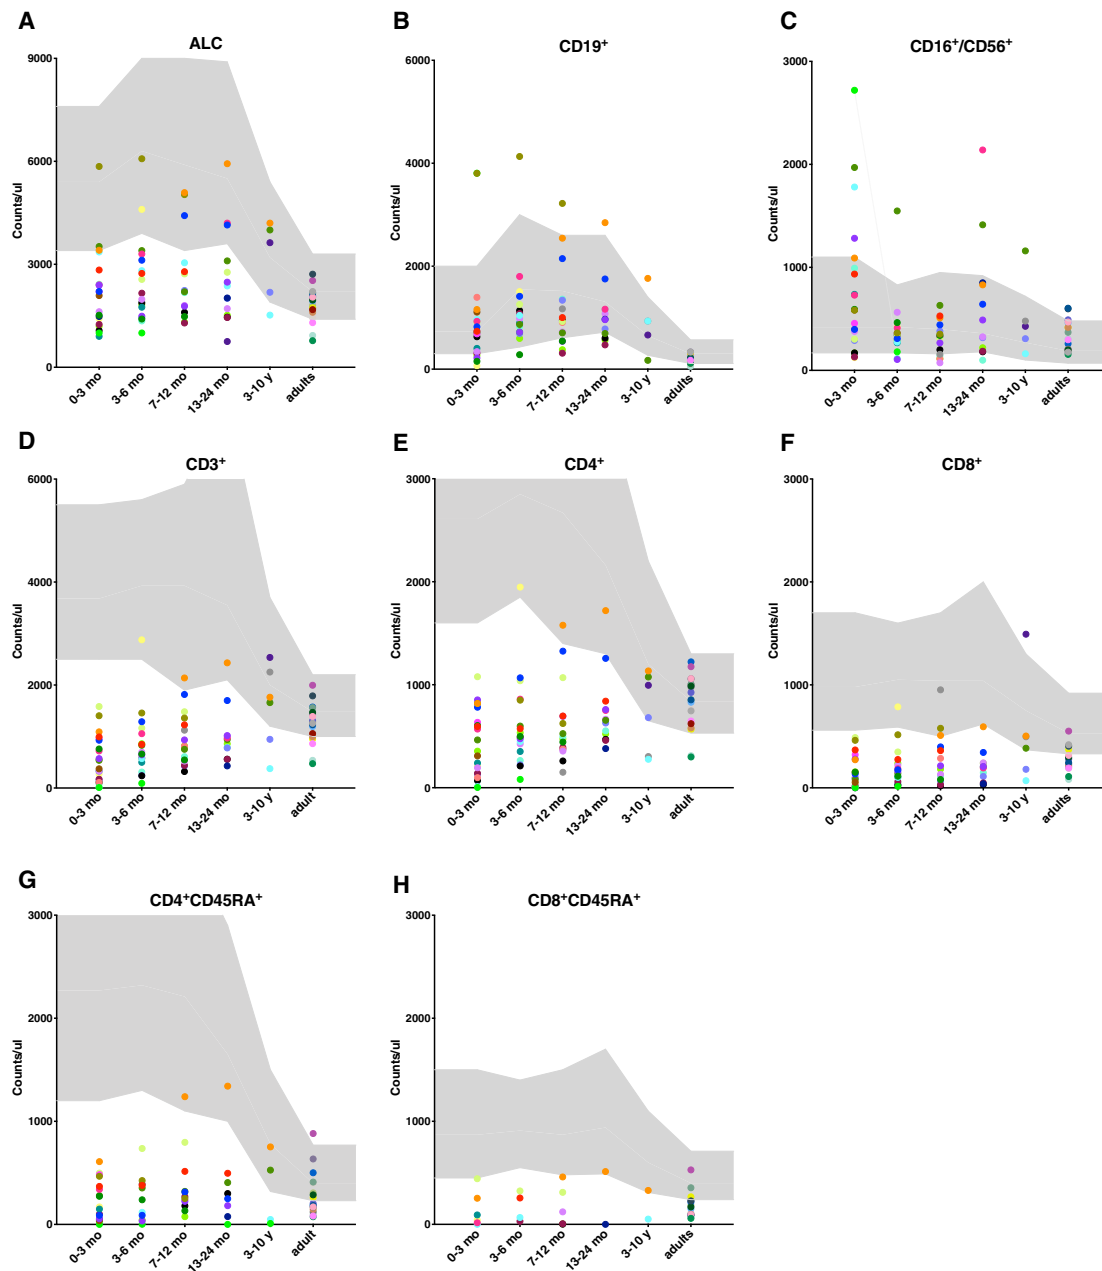 A
ALC
9000
6000
3000
0
Counts/ul
0-3 mo
3-6 mo
7-12 mo
13-24 mo
3-10 y
adults
B
CD19+
6000
4000
2000
0
Counts/ul
0-3 mo
3-6 mo
7-12 mo
13-24 mo
3-10 y
adults
C
CD16+/CD56+
3000
2000
1000
0
Counts/ul
0-3 mo
3-6 mo
7-12 mo
13-24 mo
3-10 y
adults
D
CD3+
6000
4000
2000
0
Counts/ul
0-3 mo
3-6 mo
7-12 mo
13-24 mo
3-10 y
adult
E
CD4+
3000
2000
1000
0
Counts/ul
0-3 mo
3-6 mo
7-12 mo
13-24 mo
3-10 y
adult
F
CD8+
3000
2000
1000
0
Counts/ul
0-3 mo
3-6 mo
7-12 mo
13-24 mo
3-10 y
adults
G
CD4+CD45RA+
3000
2000
1000
0
Counts/ul
0-3 mo
3-6 mo
7-12 mo
13-24 mo
3-10 y
adult
H
CD8+CD45RA+
3000
2000
1000
0
Counts/ul
0-3 mo
3-6 mo
7-12 mo
13-24 mo
3-10 y
adults